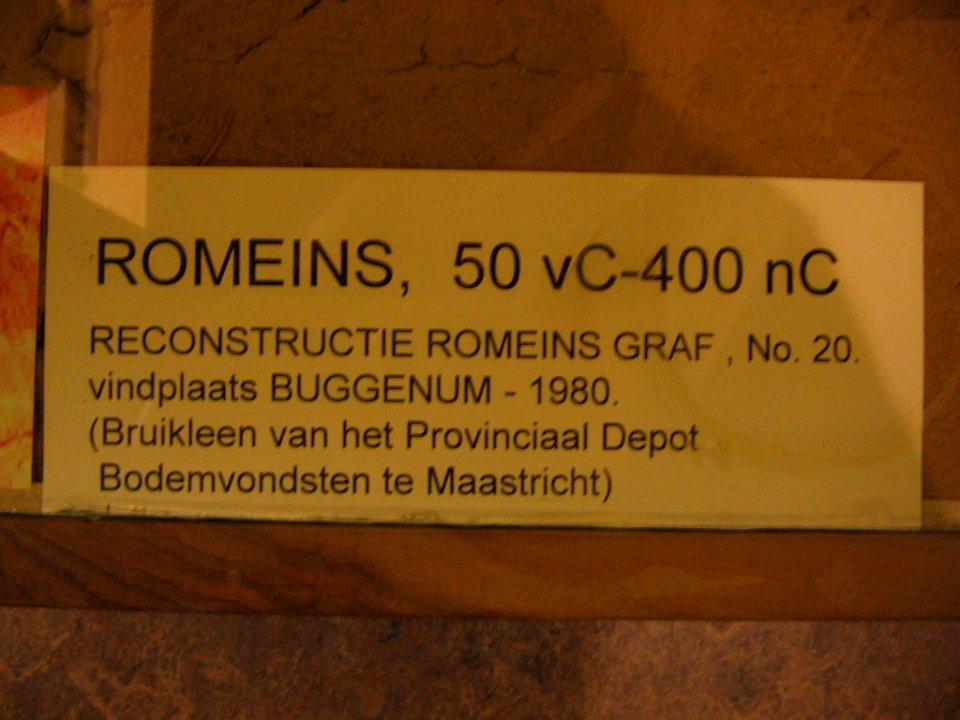 ROMEINS, 50 vC-400 nC
RECONSTRUCTIE ROMEINS GRAF , No. 20.
vindplaats BUGGENUM - 1980.
(Bruikleen van het Provinciaal Depot
Bodemvondsten te Maastricht)